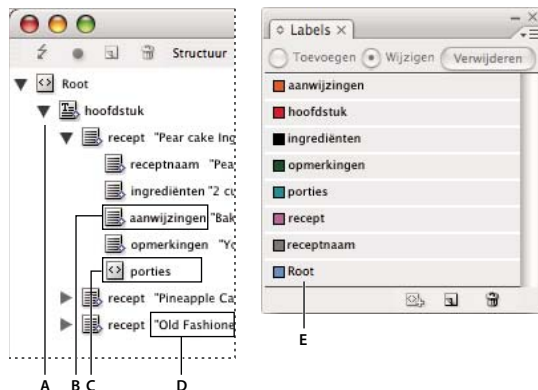 Structuur
Root
hoofdstuk
recept "Pear cake Ing
receptnaam "Pea
ingrediënten "2 cu
aanwijzingen "Bak
opmerkingen "Yo
porties
recept "Pineapple Ca
recept "Old Fashione
A B C D
Labels
Toevoegen Wijzigen Verwijderen
aanwijzingen
hoofdstuk
ingrediënten
opmerkingen
porties
recept
receptnaam
Root
E